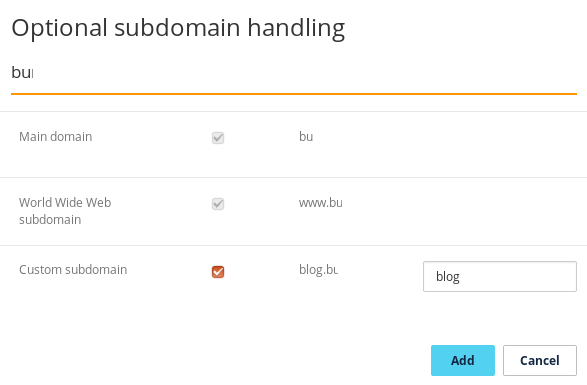 Optional subdomain handling
bu
Main domain
bu
World Wide Web
subdomain
www.bu
Custom subdomain
blog.bu
blog
Add
Cancel